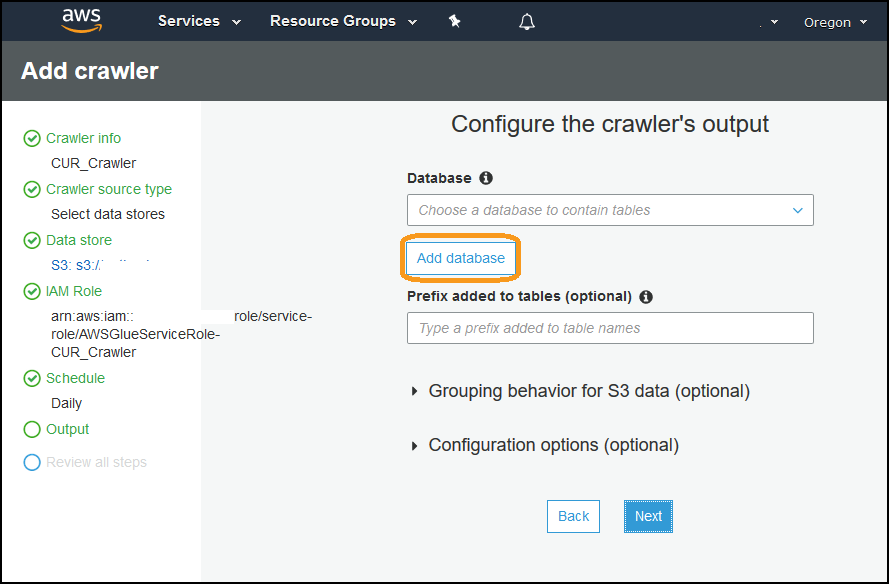 aws Services Resource Groups . Oregon
Add crawler
Crawler info
CUR_Crawler
Crawler source type
Select data stores
Data store
S3: s3:/
IAM Role
arn:aws:iam:: role/service-
role/AWSGlueServiceRole-
CUR_Crawler
Schedule
Daily
Output
Review all steps
Configure the crawler's output
Database
Choose a database to contain tables
Add database
Prefix added to tables (optional)
Type a prefix added to table names
Grouping behavior for S3 data (optional)
Configuration options (optional)
Back Next